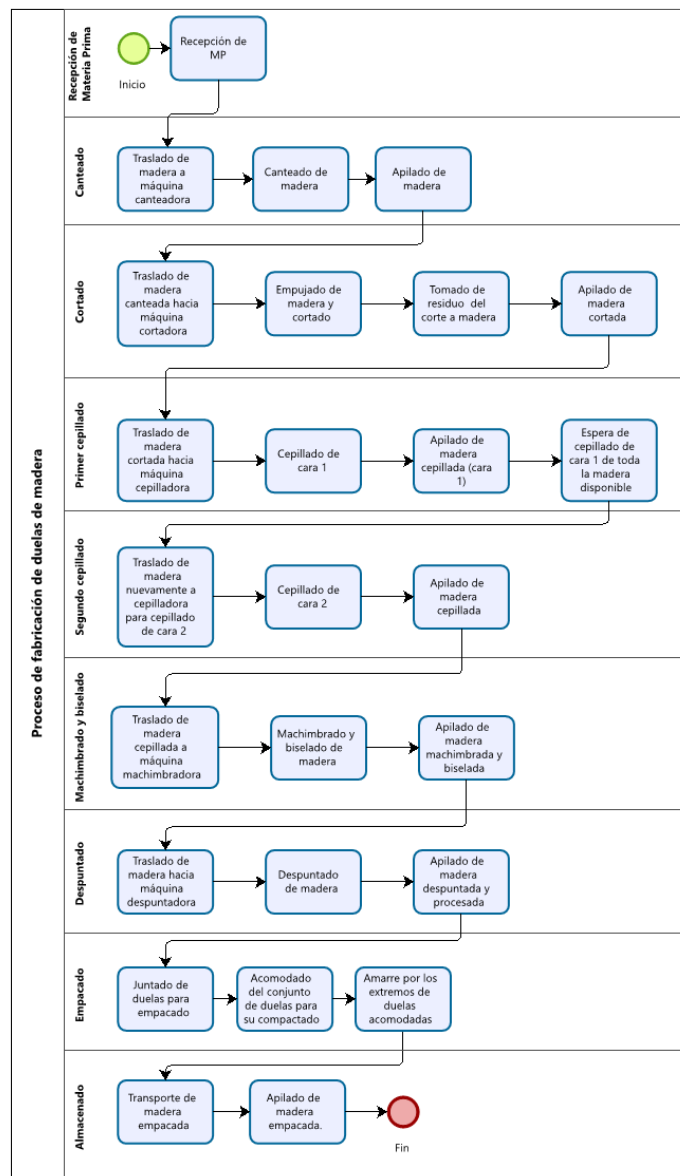 Proceso de fabricación de duelas de madera
Recepción de
Materia Prima
Inicio
Recepción de
MP
Canteado
Traslado de
madera a
máquina
canteadora
Canteado de
madera
Apilado de
madera
Cortado
Traslado de
madera
canteada hacia
máquina
cortadora
Empujado de
madera y
cortado
Tomado de
residuo del
corte a madera
Apilado de
madera
cortada
Primer cepillado
Traslado de
madera
cortada hacia
máquina
cepilladora
Cepillado de
cara 1
Apilado de
madera
cepillada (cara
1)
Espera de
cepillado de
cara 1 de toda
la madera
disponible
Segundo cepillado
Traslado de
madera
nuevamente a
cepilladora
para cepillado
de cara 2
Cepillado de
cara 2
Apilado de
madera
cepillada
Machimbrado y biselado
Traslado de
madera
cepillada a
máquina
machimbradora
Machimbrado y
biselado de
madera
Apilado de
madera
machimbrada y
biselada
Despuntado
Traslado de
madera hacia
máquina
despuntadora
Despuntado
de madera
Apilado de
madera
despuntada y
procesada
Empacado
Juntado de
duelas para
empacado
Acomodado
del conjunto
de duelas para
su compactado
Amarre por los
extremos de
duelas
acomodadas
Almacenado
Transporte de
madera
empacada
Apilado de
madera
empacada.
Fin